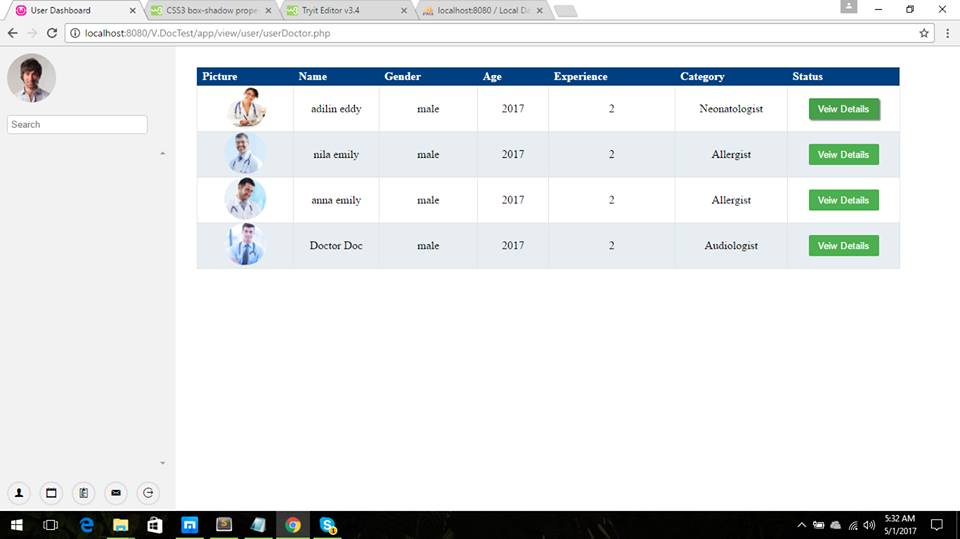 User Dashboard
CSS3 box-shadow prope
Tryit Editor v3.4
localhost:8080 / Local Da
localhost:8080/V.DocTest/app/view/user/userDoctor.php
Search
Picture Name Gender Age Experience Category Status
adilin eddy male 2017 2 Neonatologist Veiw Details
nila emily male 2017 2 Allergist Veiw Details
anna emily male 2017 2 Allergist Veiw Details
Doctor Doc male 2017 2 Audiologist Veiw Details
5:32 AM
5/1/2017